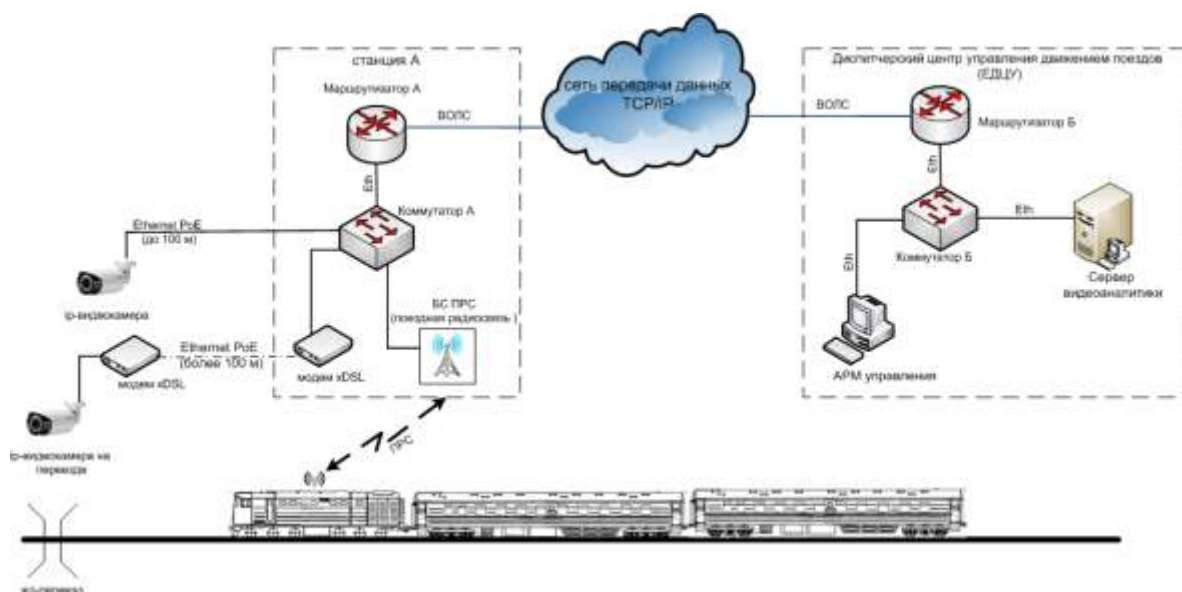 станция А
Маршрутизатор А
ВОЛС
Eth
Коммутатор А
Ethernet PoE
(до 100 м)
ip-видеокамера
Ethernet PoE
(более 100 м)
модем xDSL
модем xDSL
БС ПРС
(поездная радиосвязь )
ip-видеокамера на
переезде
ПРС
ж/д-переезд
сеть передачи данных
TCP/IP
Диспетчерский центр управления движением поездов
(ЕДЦУ)
ВОЛС
Маршрутизатор Б
Eth
Eth
Коммутатор Б
Eth
Сервер
видеоаналитики
АРМ управления